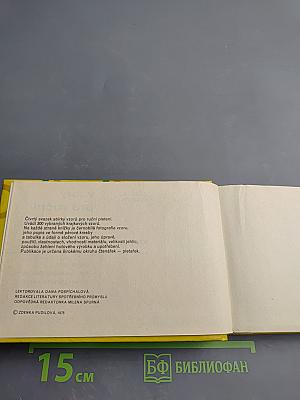 Čtvrtý svazek sbírky vzorů pro ruční pletení.
Uvádí 300 vybraných krajkových vzorů.
Na každé straně knížky je černobílá fotografie vzoru,
jeho popis ve formě pérové kresby
a tabulka s údaji o složení vzoru, jeho úpravě,
použití, vlastnostech, vhodnosti materiálu, velikosti jehlic,
způsobu žehlení hotového výrobku a upotřebení.
Publikace je určena širokému okruhu čtenářek — pletařek.
LEKTOROVALA DANA POSPÍCHALOVÁ
REDAKCE LITERATURY SPOTŘEBNÍHO PRŮMYSLU
ODPOVĚDNÁ REDAKTORKA MILENA SPURNÁ
© ZDENKA PUDILOVÁ, 1978
15 см
БФ БИБЛИОФАН